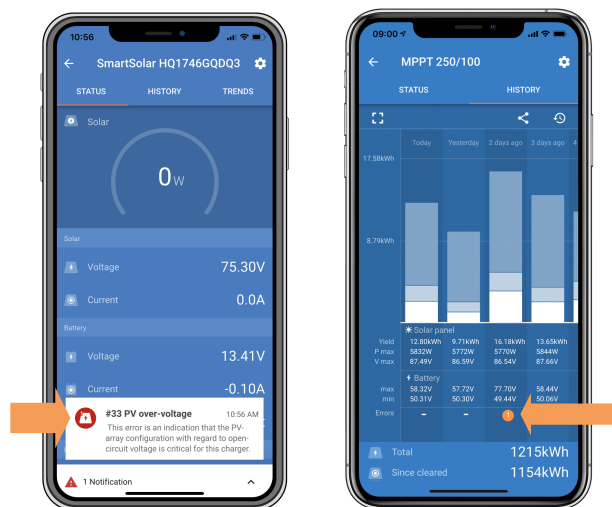 10:56
SmartSolar HQ1746GQDQ3
STATUS HISTORY TRENDS
Solar
0W
Solar
Voltage 75.30V
Current 0.0A
Battery
Voltage 13.41V
Current -0.10A
#33 PV over-voltage 10:56 AM
This error is an indication that the PV-
array configuration with regard to open-
circuit voltage is critical for this charger.
1 Notification
09:00
MPPT 250/100
STATUS HISTORY
Today Yesterday 2 days ago 3 days ago 4
17.58kWh
8.79kWh
Solar panel
Yield 12.80kWh 9.71kWh 16.18kWh 13.65kWh
P max 5832W 5772W 5770W 5844W
V max 87.49V 86.59V 86.54V 87.66V
Battery
max 58.32V 57.72V 77.70V 58.44V
min 50.31V 50.30V 49.44V 50.06V
Errors – – 1
Total 1215kWh
Since cleared 1154kWh